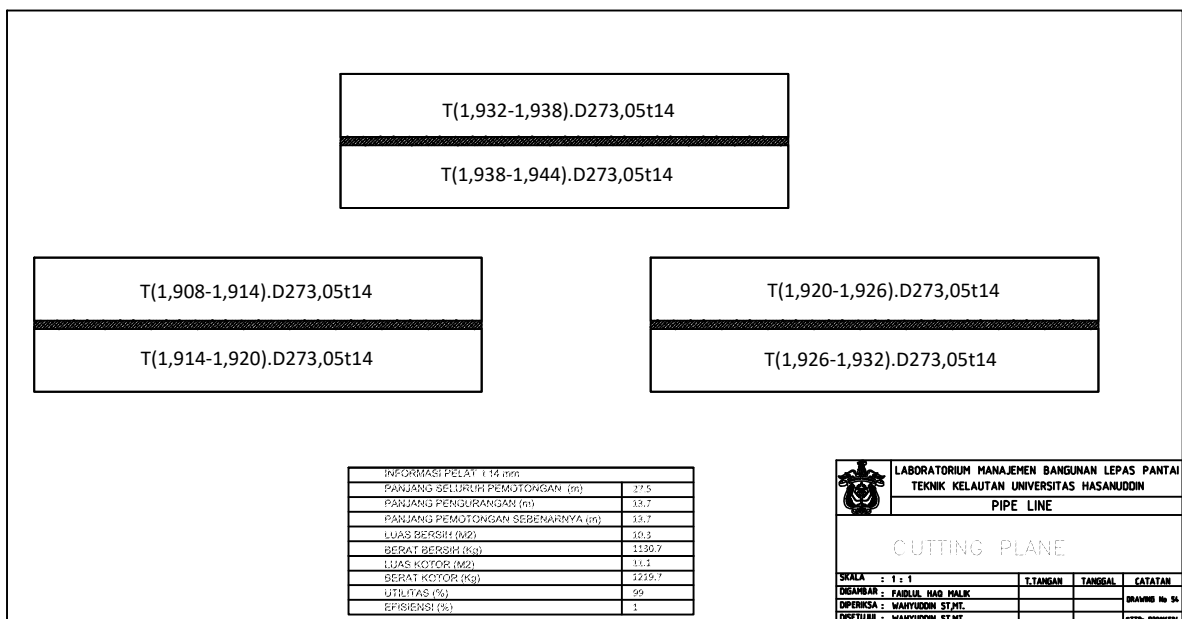 T(1,932-1,938).D273,05t14
T(1,938-1,944).D273,05t14
T(1,908-1,914).D273,05t14
T(1,914-1,920).D273,05t14
T(1,920-1,926).D273,05t14
T(1,926-1,932).D273,05t14
INFORMASI PELAT t 14 mm
PANJANG SELURUH PEMOTONGAN (m)
PANJANG PENGURANGAN (m) 13.7
PANJANG PEMOTONGAN SEBENARNYA (m) 13.7
LUAS BERSIH (M2) 10.3
BERAT BERSIH (Kg) 1130.7
LUAS KOTOR (M2) 11.1
BERAT KOTOR (Kg) 1219.7
UTILITAS (%) 99
EFISIENSI (%) 1
LABORATORIUM MANAJEMEN BANGUNAN LEPAS PANTAI
TEKNIK KELAUTAN UNIVERSITAS HASANUDDIN
PIPE LINE
CUTTING PLANE
SKALA : 1 : 1 T.TANGAN TANGGAL CATATAN
DIGAMBAR : FAIDLUL HAQ MALIK DRAWING No 54
DIPERIKSA : WAHYUDDIN ST,MT.
DISETUJUI : WAHYUDDIN ST,MT.